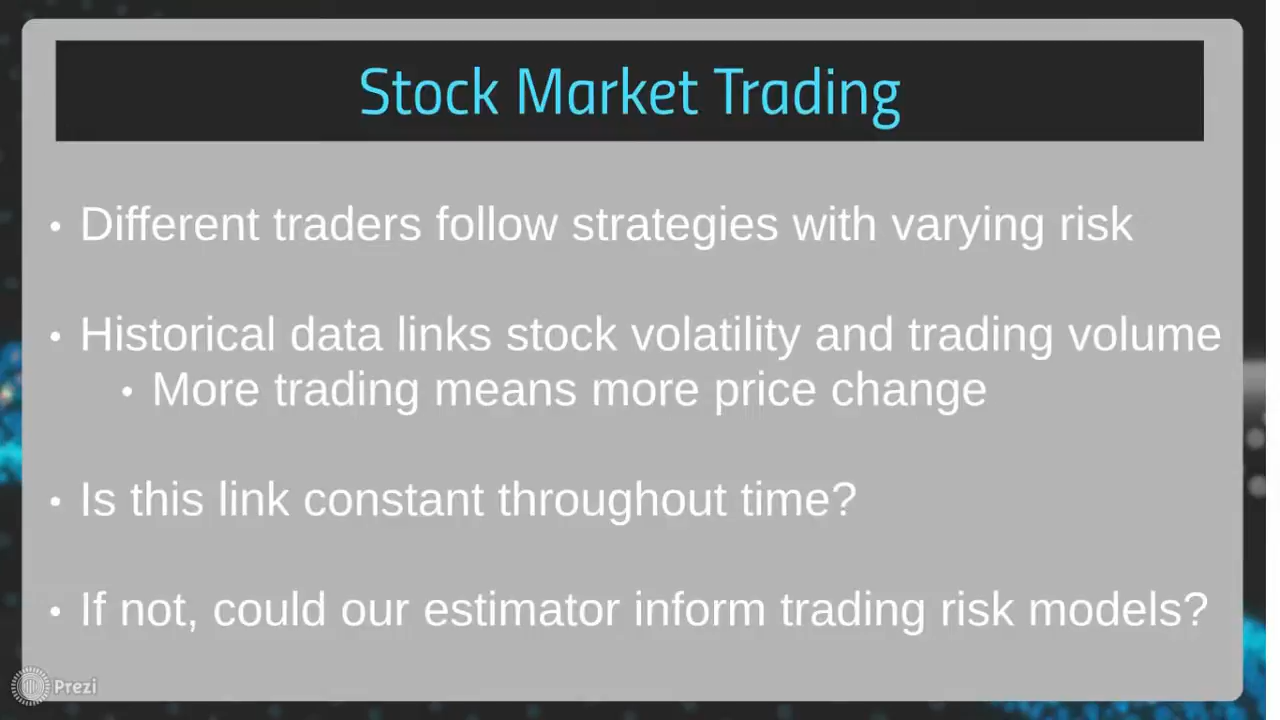 Stock Market Trading
• Different traders follow strategies with varying risk
• Historical data links stock volatility and trading volume
• More trading means more price change
• Is this link constant throughout time?
• If not, could our estimator inform trading risk models?
Prezi